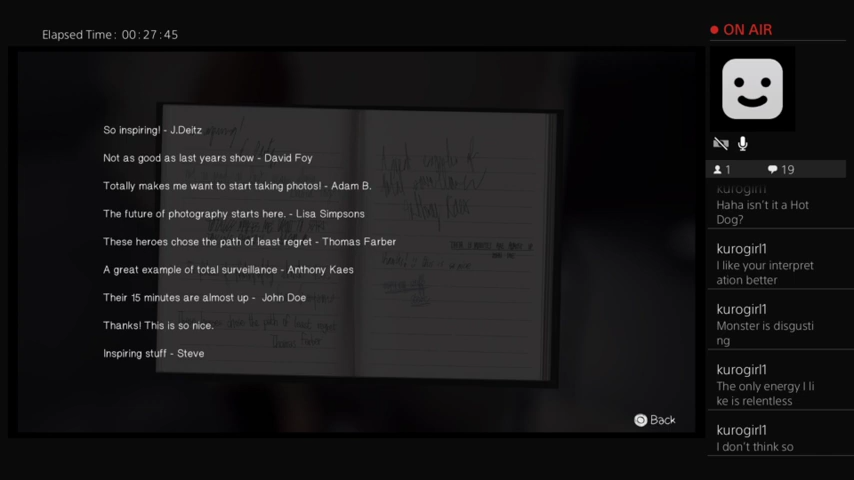 Elapsed Time: 00:27:45
ON AIR
So inspiring! - J.Deitz
Not as good as last years show - David Foy
Totally makes me want to start taking photos! - Adam B.
The future of photography starts here. - Lisa Simpsons
These heroes chose the path of least regret - Thomas Farber
A great example of total surveillance - Anthony Kaes
Their 15 minutes are almost up - John Doe
Thanks! This is so nice.
Inspiring stuff - Steve
Back
1
19
kurogirl1
Haha isn't it a Hot
Dog?
kurogirl1
I like your interpret
ation better
kurogirl1
Monster is disgusti
ng
kurogirl1
The only energy I li
ke is relentless
kurogirl1
I don't think so